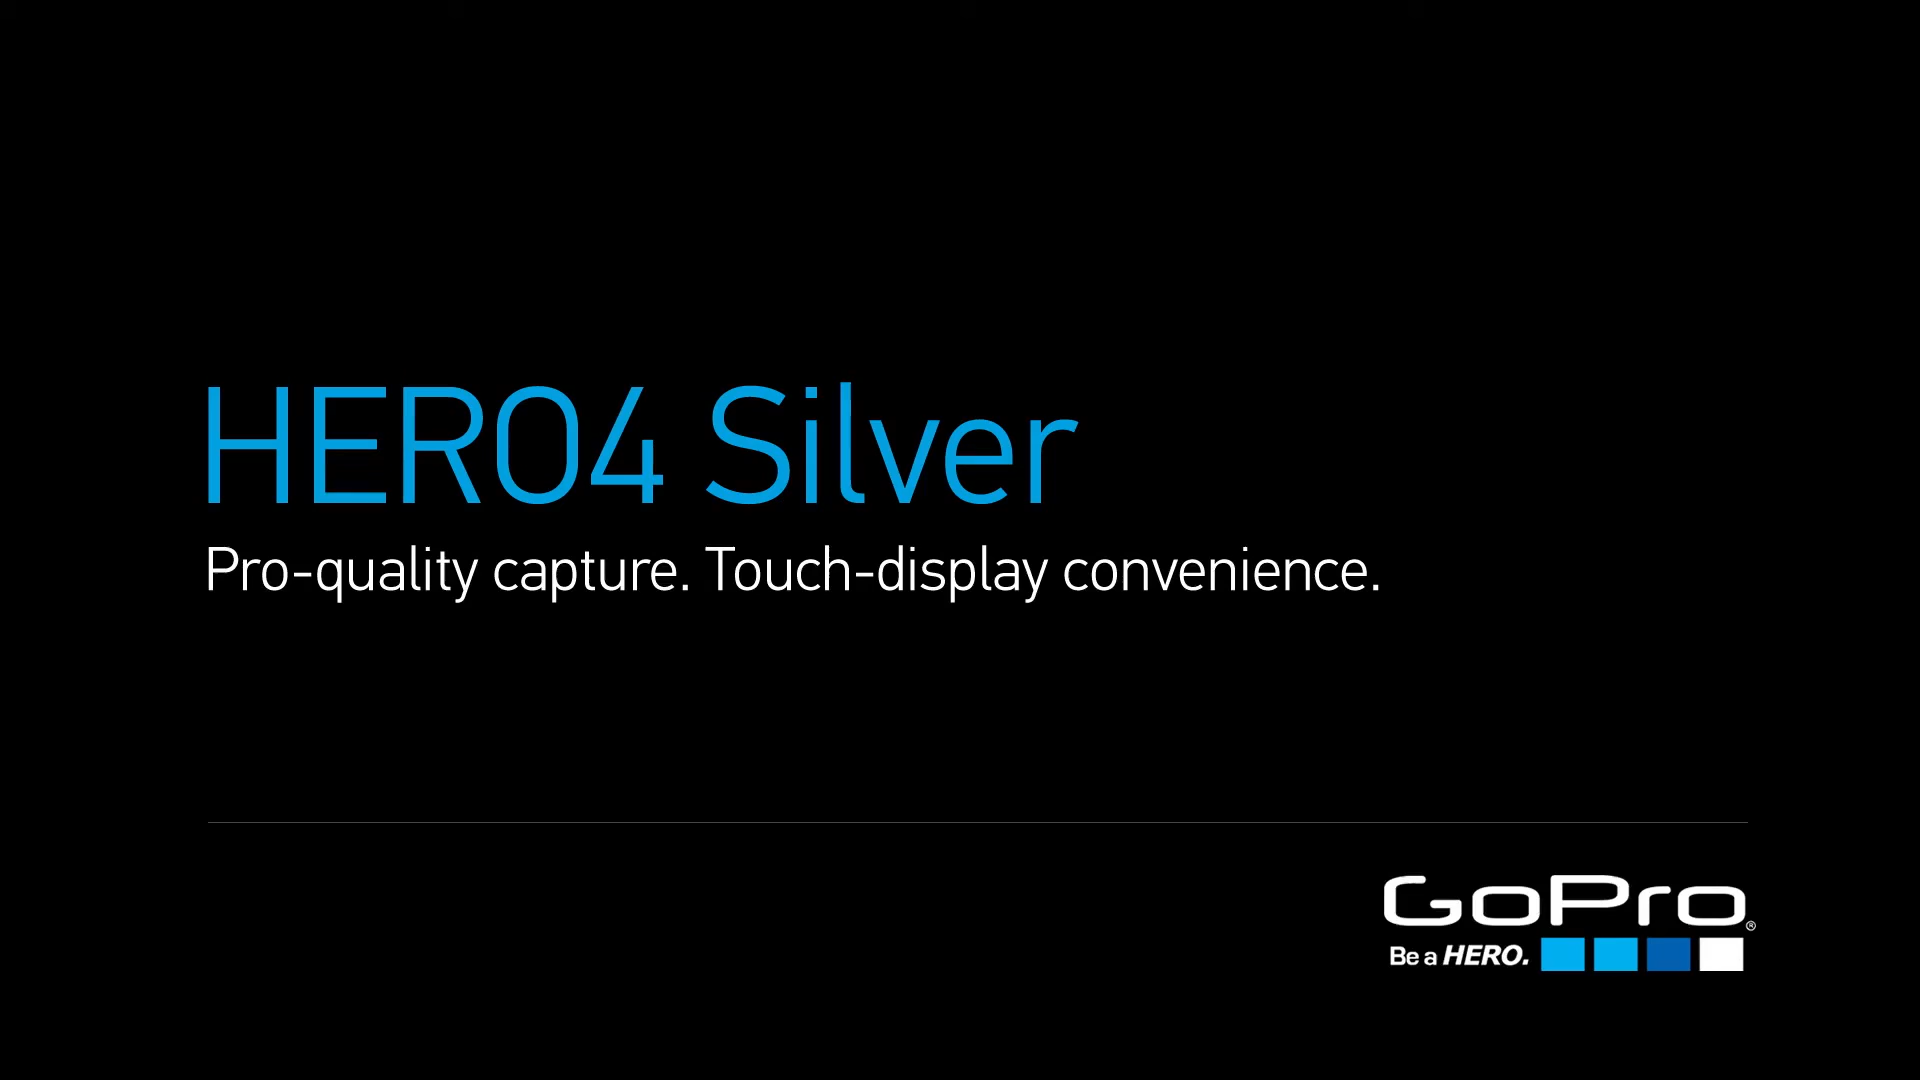 HERO4 Silver
Pro-quality capture. Touch-display convenience.
GoPro®
Be a HERO.